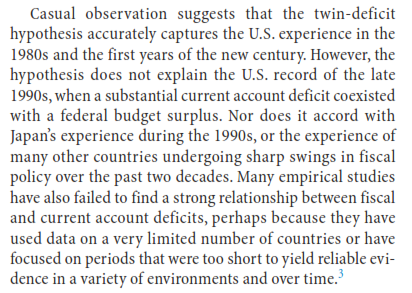 Casual observation suggests that the twin-deficit
hypothesis accurately captures the U.S. experience in the
1980s and the first years of the new century. However, the
hypothesis does not explain the U.S. record of the late
1990s, when a substantial current account deficit coexisted
with a federal budget surplus. Nor does it accord with
Japan's experience during the 1990s, or the experience of
many other countries undergoing sharp swings in fiscal
policy over the past two decades. Many empirical studies
have also failed to find a strong relationship between fiscal
and current account deficits, perhaps because they have
used data on a very limited number of countries or have
focused on periods that were too short to yield reliable evi-
dence in a variety of environments and over time.3